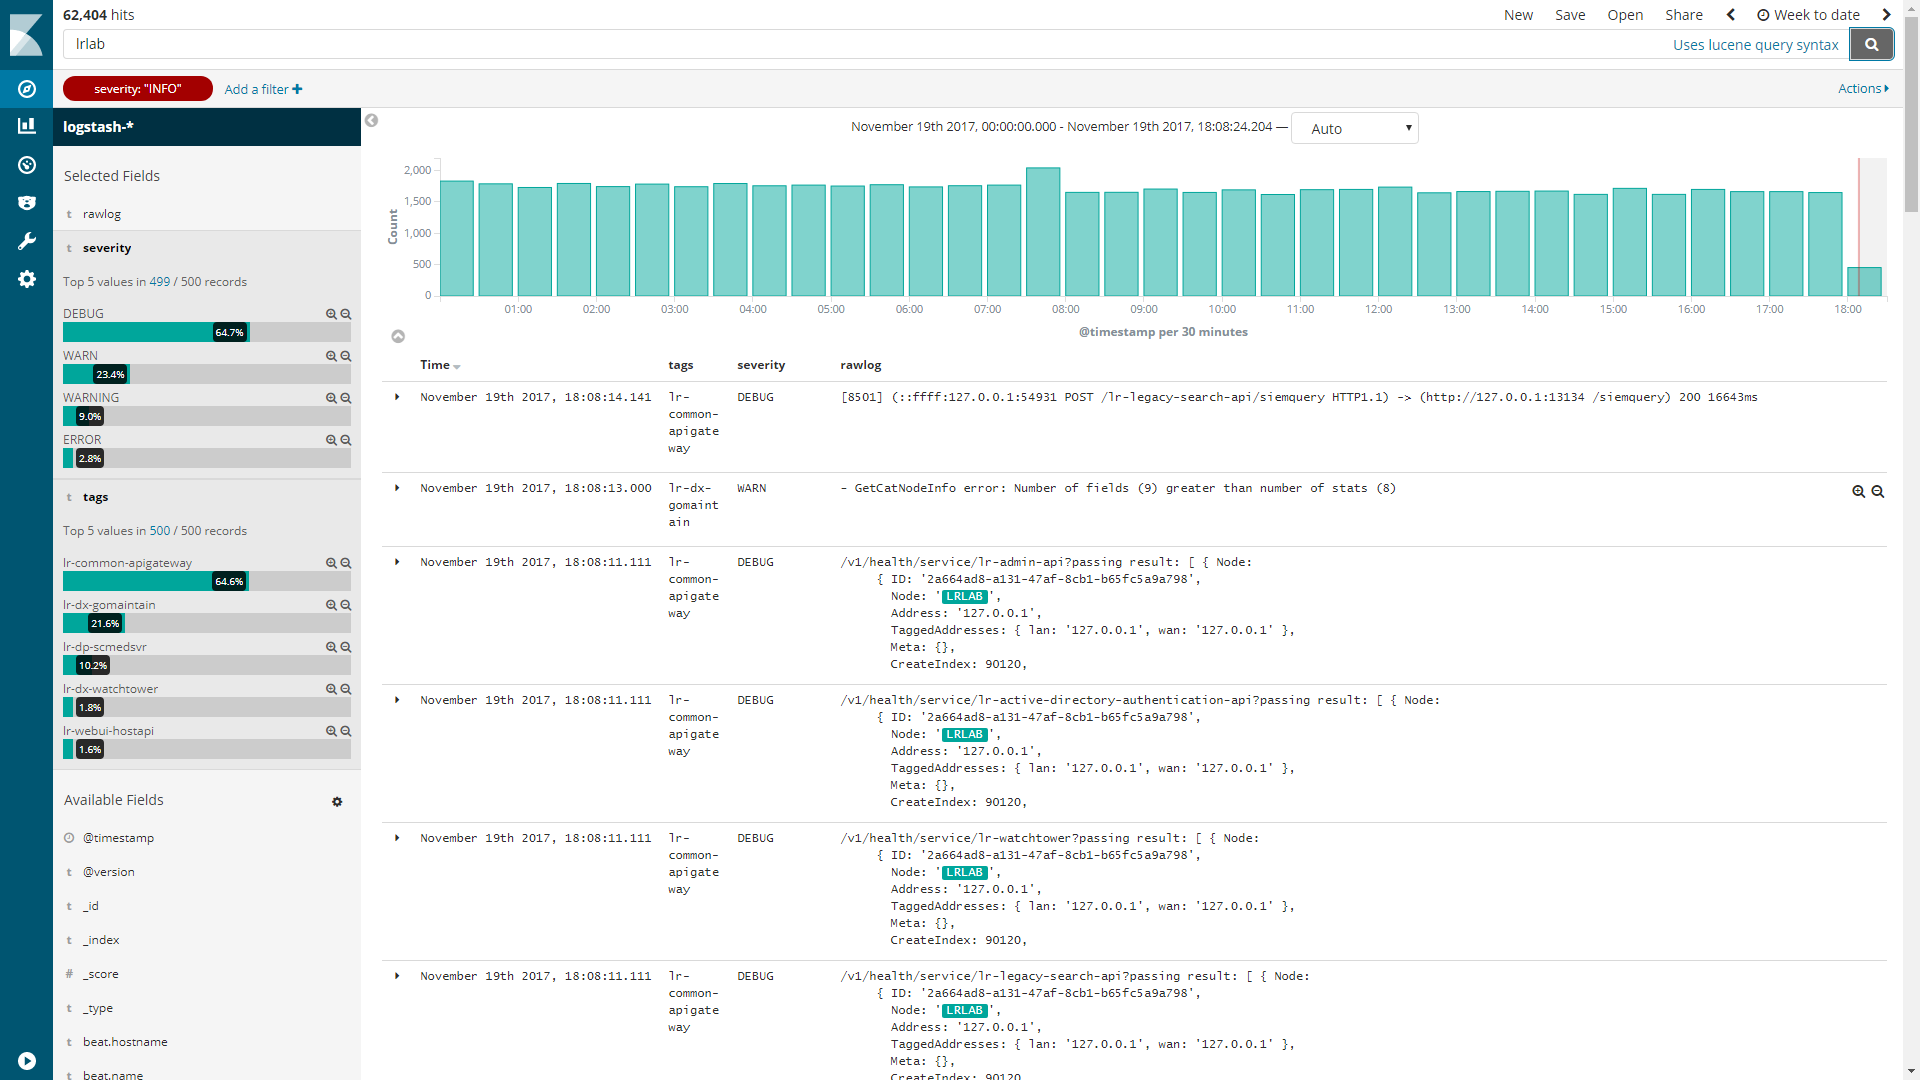 62,404 hits
New Save Open Share Week to date
lrlab
Uses lucene query syntax
severity: "INFO" Add a filter
Actions
logstash-*
Selected Fields
t rawlog
t severity
Top 5 values in 499 / 500 records
DEBUG
64.7%
WARN
23.4%
WARNING
9.0%
ERROR
2.8%
t tags
Top 5 values in 500 / 500 records
lr-common-apigateway
64.6%
lr-dx-gomaintain
21.6%
lr-dp-scmedsvr
10.2%
lr-dx-watchtower
1.8%
lr-webui-hostapi
1.6%
Available Fields
@timestamp
t @version
t _id
t _index
# _score
t _type
t beat.hostname
t beat.name
November 19th 2017, 00:00:00.000 - November 19th 2017, 18:08:24.204 — Auto
Count
2,000
1,500
1,000
500
0
01:00 02:00 03:00 04:00 05:00 06:00 07:00 08:00 09:00 10:00 11:00 12:00 13:00 14:00 15:00 16:00 17:00 18:00
@timestamp per 30 minutes
Time tags severity rawlog
November 19th 2017, 18:08:14.141 lr- DEBUG [8501] (::ffff:127.0.0.1:54931 POST /lr-legacy-search-api/siemquery HTTP1.1) -> (http://127.0.0.1:13134 /siemquery) 200 16643ms
common-
apigate
way
November 19th 2017, 18:08:13.000 lr-dx- WARN - GetCatNodeInfo error: Number of fields (9) greater than number of stats (8)
gomaint
ain
November 19th 2017, 18:08:11.111 lr- DEBUG /v1/health/service/lr-admin-api?passing result: [ { Node:
common- { ID: '2a664ad8-a131-47af-8cb1-b65fc5a9a798',
apigate Node: 'LRLAB',
way Address: '127.0.0.1',
TaggedAddresses: { lan: '127.0.0.1', wan: '127.0.0.1' },
Meta: {},
CreateIndex: 90120,
November 19th 2017, 18:08:11.111 lr- DEBUG /v1/health/service/lr-active-directory-authentication-api?passing result: [ { Node:
common- { ID: '2a664ad8-a131-47af-8cb1-b65fc5a9a798',
apigate Node: 'LRLAB',
way Address: '127.0.0.1',
TaggedAddresses: { lan: '127.0.0.1', wan: '127.0.0.1' },
Meta: {},
CreateIndex: 90120,
November 19th 2017, 18:08:11.111 lr- DEBUG /v1/health/service/lr-watchtower?passing result: [ { Node:
common- { ID: '2a664ad8-a131-47af-8cb1-b65fc5a9a798',
apigate Node: 'LRLAB',
way Address: '127.0.0.1',
TaggedAddresses: { lan: '127.0.0.1', wan: '127.0.0.1' },
Meta: {},
CreateIndex: 90120,
November 19th 2017, 18:08:11.111 lr- DEBUG /v1/health/service/lr-legacy-search-api?passing result: [ { Node:
common- { ID: '2a664ad8-a131-47af-8cb1-b65fc5a9a798',
apigate Node: 'LRLAB',
way Address: '127.0.0.1',
TaggedAddresses: { lan: '127.0.0.1', wan: '127.0.0.1' },
Meta: {},
CreateIndex: 90120,